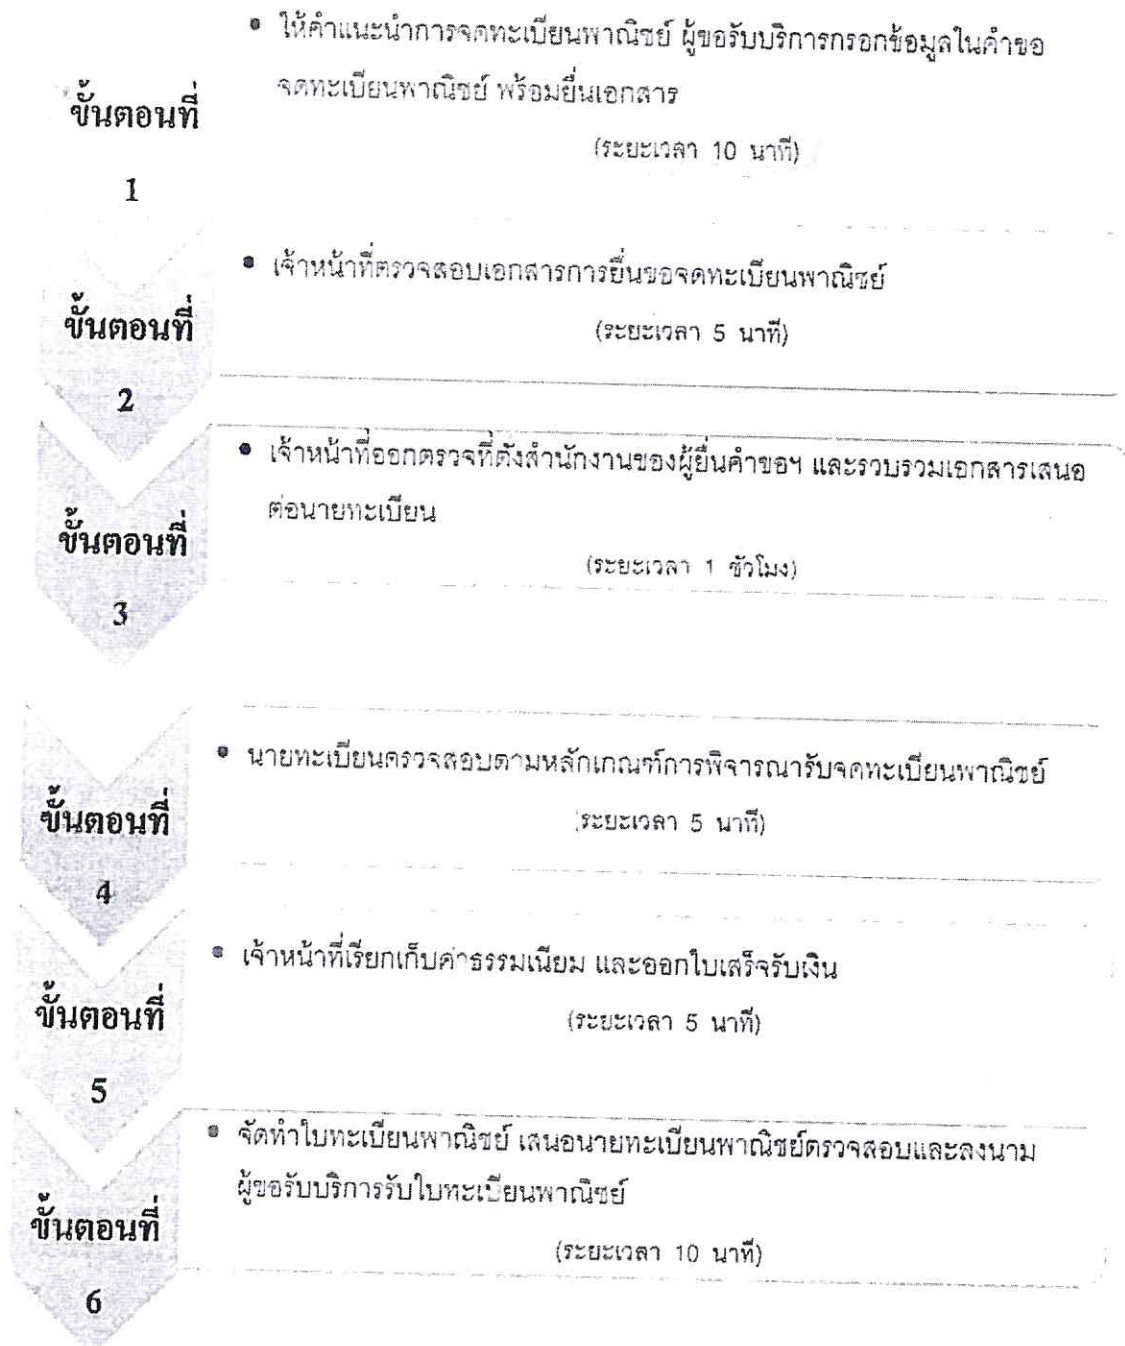 • ให้คำแนะนำการจดทะเบียนพาณิชย์ ผู้ขอรับบริการกรอกข้อมูลในคำขอ
จดทะเบียนพาณิชย์ พร้อมยื่นเอกสาร
ขั้นตอนที่
(ระยะเวลา 10 นาที)
1
• เจ้าหน้าที่ตรวจสอบเอกสารการยื่นขอจดทะเบียนพาณิชย์
ขั้นตอนที่
(ระยะเวลา 5 นาที)
2
• เจ้าหน้าที่ออกตรวจที่ตั้งสำนักงานของผู้ยื่นคำขอฯ และรวบรวมเอกสารเสนอ
ต่อนายทะเบียน
ขั้นตอนที่
(ระยะเวลา 1 ชั่วโมง)
3
• นายทะเบียนตรวจสอบตามหลักเกณฑ์การพิจารณารับจดทะเบียนพาณิชย์
ขั้นตอนที่
(ระยะเวลา 5 นาที)
4
• เจ้าหน้าที่เรียกเก็บค่าธรรมเนียม และออกใบเสร็จรับเงิน
ขั้นตอนที่
(ระยะเวลา 5 นาที)
5
• จัดทำใบทะเบียนพาณิชย์ เสนอนายทะเบียนพาณิชย์ตรวจสอบและลงนาม
ผู้ขอรับบริการรับใบทะเบียนพาณิชย์
ขั้นตอนที่
(ระยะเวลา 10 นาที)
6